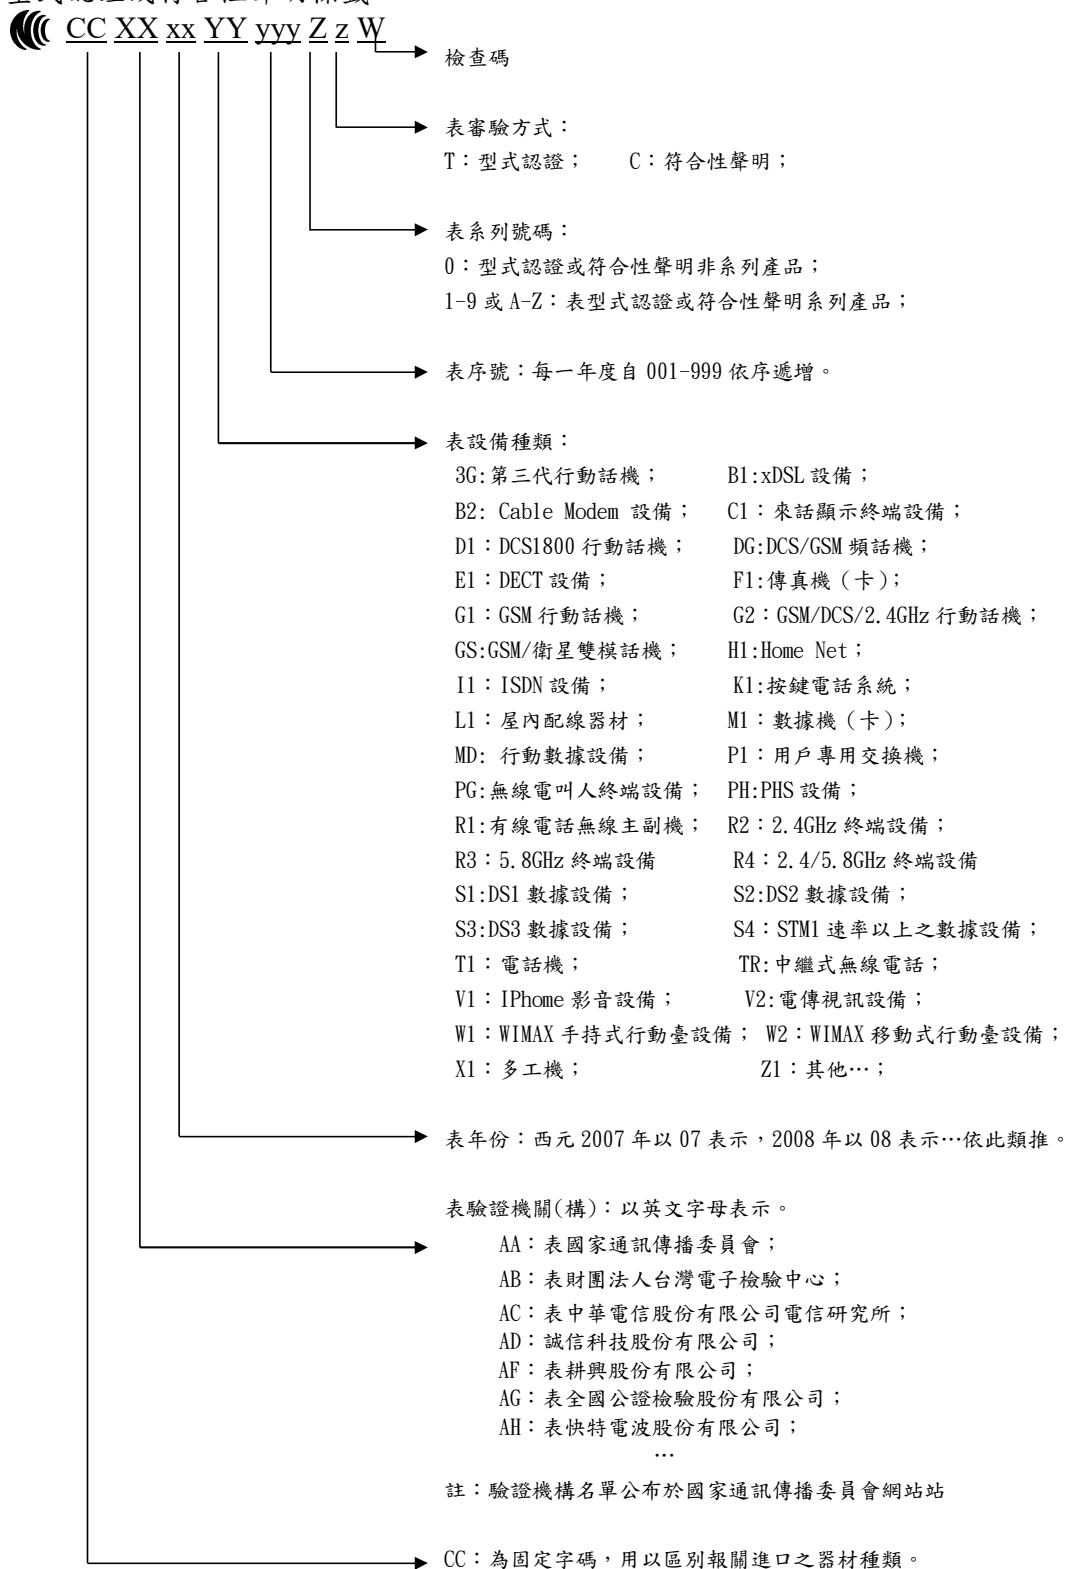 CC XX xx YY yyy Z z W
檢查碼
表審驗方式：
T：型式認證； C：符合性聲明；
表系列號碼：
0：型式認證或符合性聲明非系列產品；
1-9 或 A-Z：表型式認證或符合性聲明系列產品；
表序號：每一年度自 001-999 依序遞增。
表設備種類：
3G:第三代行動話機； B1:xDSL 設備；
B2: Cable Modem 設備； C1：來話顯示終端設備；
D1：DCS1800 行動話機； DG:DCS/GSM 頻話機；
E1：DECT 設備； F1:傳真機（卡）；
G1：GSM 行動話機； G2：GSM/DCS/2.4GHz 行動話機；
GS:GSM/衛星雙模話機； H1:Home Net；
I1：ISDN 設備； K1:按鍵電話系統；
L1：屋內配線器材； M1：數據機（卡）；
MD: 行動數據設備； P1：用戶專用交換機；
PG:無線電叫人終端設備； PH:PHS 設備；
R1:有線電話無線主副機； R2：2.4GHz 終端設備；
R3：5.8GHz 終端設備 R4：2.4/5.8GHz 終端設備
S1:DS1 數據設備； S2:DS2 數據設備；
S3:DS3 數據設備； S4：STM1 速率以上之數據設備；
T1：電話機； TR:中繼式無線電話；
V1：IPhome 影音設備； V2:電傳視訊設備；
W1：WIMAX 手持式行動臺設備； W2：WIMAX 移動式行動臺設備；
X1：多工機； Z1：其他…；
表年份：西元 2007 年以 07 表示，2008 年以 08 表示…依此類推。
表驗證機關(構)：以英文字母表示。
AA：表國家通訊傳播委員會；
AB：表財團法人台灣電子檢驗中心；
AC：表中華電信股份有限公司電信研究所；
AD：誠信科技股份有限公司；
AF：表耕興股份有限公司；
AG：表全國公證檢驗股份有限公司；
AH：表快特電波股份有限公司；
…
註：驗證機構名單公布於國家通訊傳播委員會網站站
CC：為固定字碼，用以區別報關進口之器材種類。